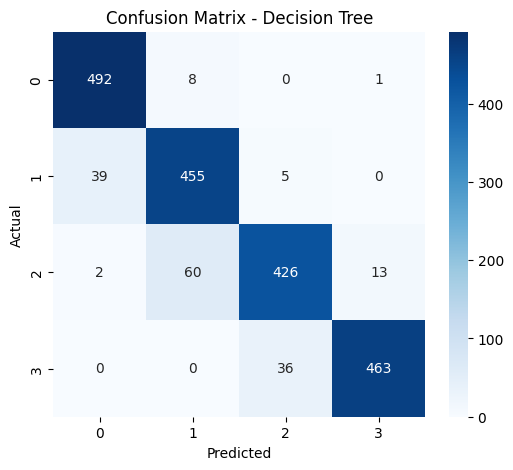 Confusion Matrix - Decision Tree
Actual
0 492 8 0 1
1 39 455 5 0
2 2 60 426 13
3 0 0 36 463
0 1 2 3
Predicted
400
300
200
100
0